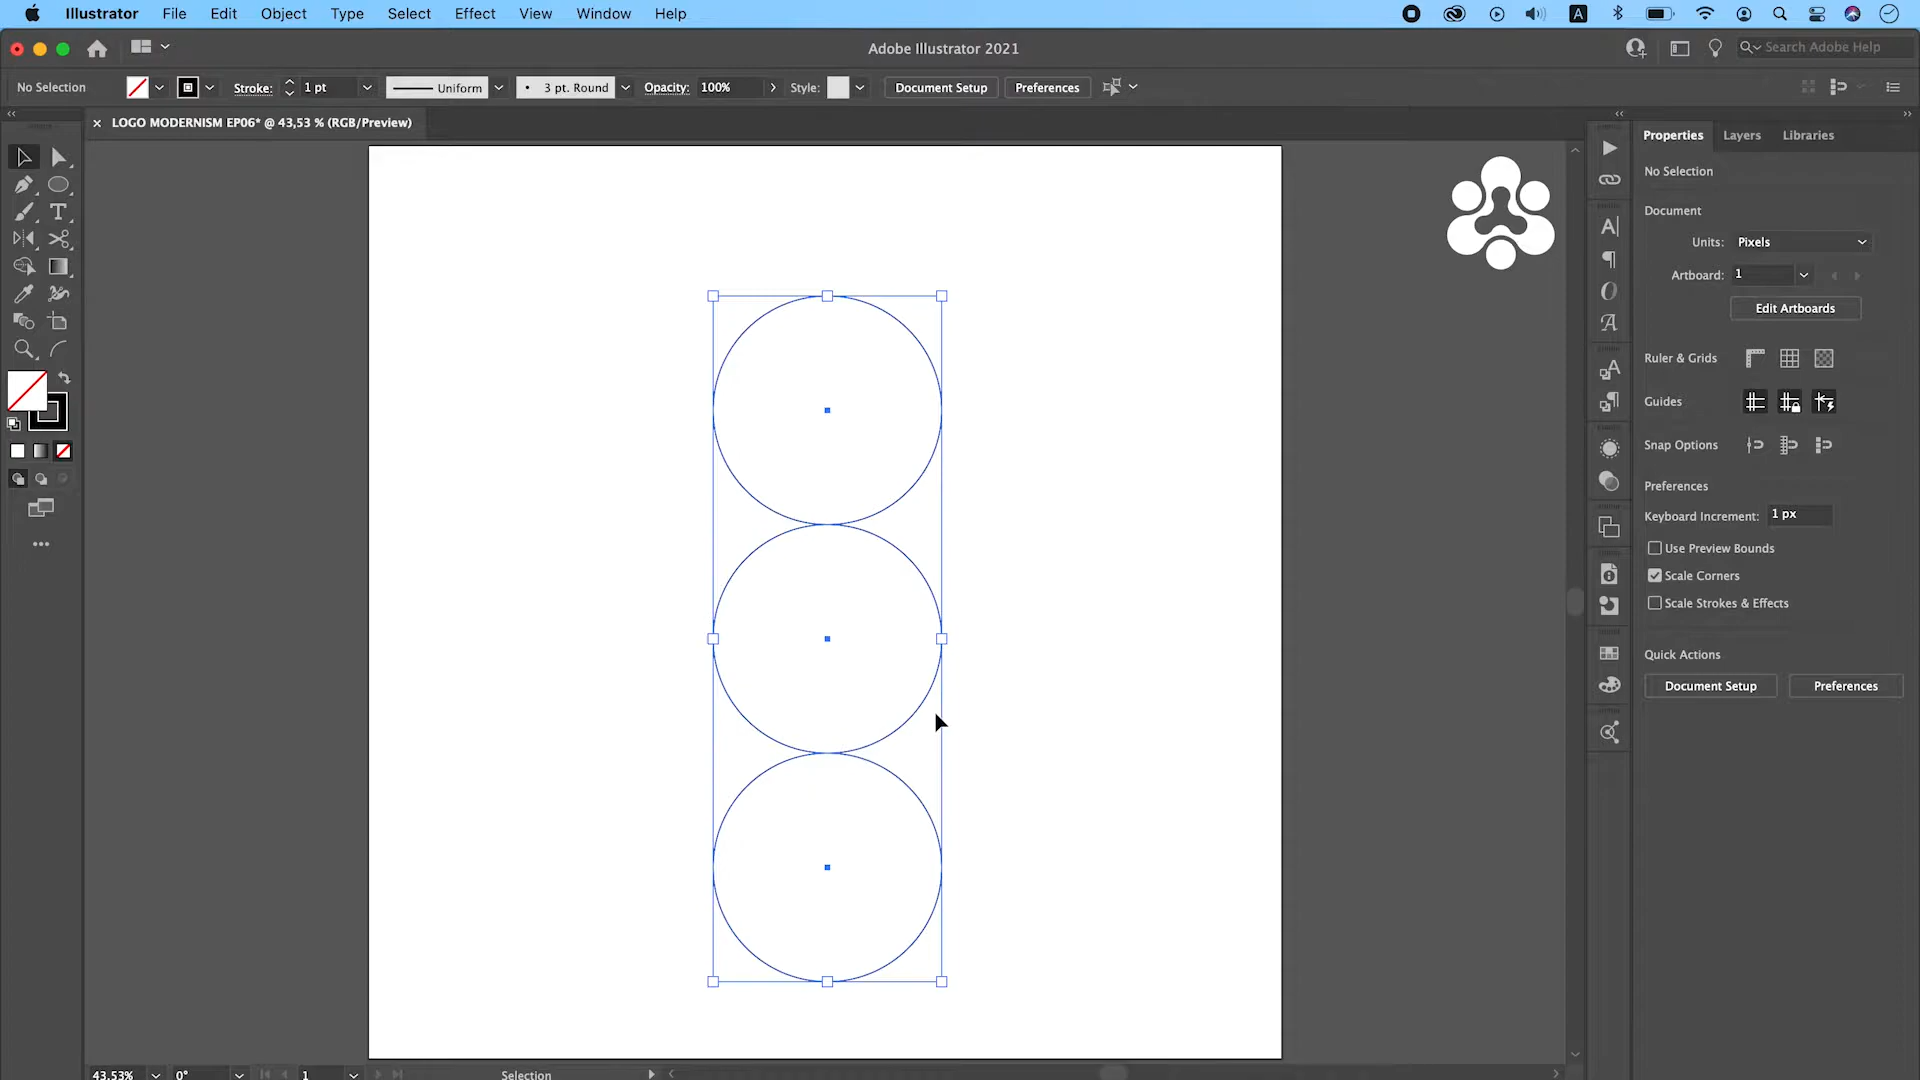 Illustrator File Edit Object Type Select Effect View Window Help
A
Adobe Illustrator 2021
Search Adobe Help
No Selection
Stroke: 1 pt
Uniform
3 pt. Round
Opacity: 100%
Style:
Document Setup
Preferences
× LOGO MODERNISM EP06* @ 43,53 % (RGB/Preview)
Properties Layers Libraries
No Selection
Document
Units: Pixels
Artboard: 1
Edit Artboards
Ruler & Grids
Guides
Snap Options
Preferences
Keyboard Increment: 1 px
Use Preview Bounds
Scale Corners
Scale Strokes & Effects
Quick Actions
Document Setup
Preferences
43,53%
0°
1
Selection